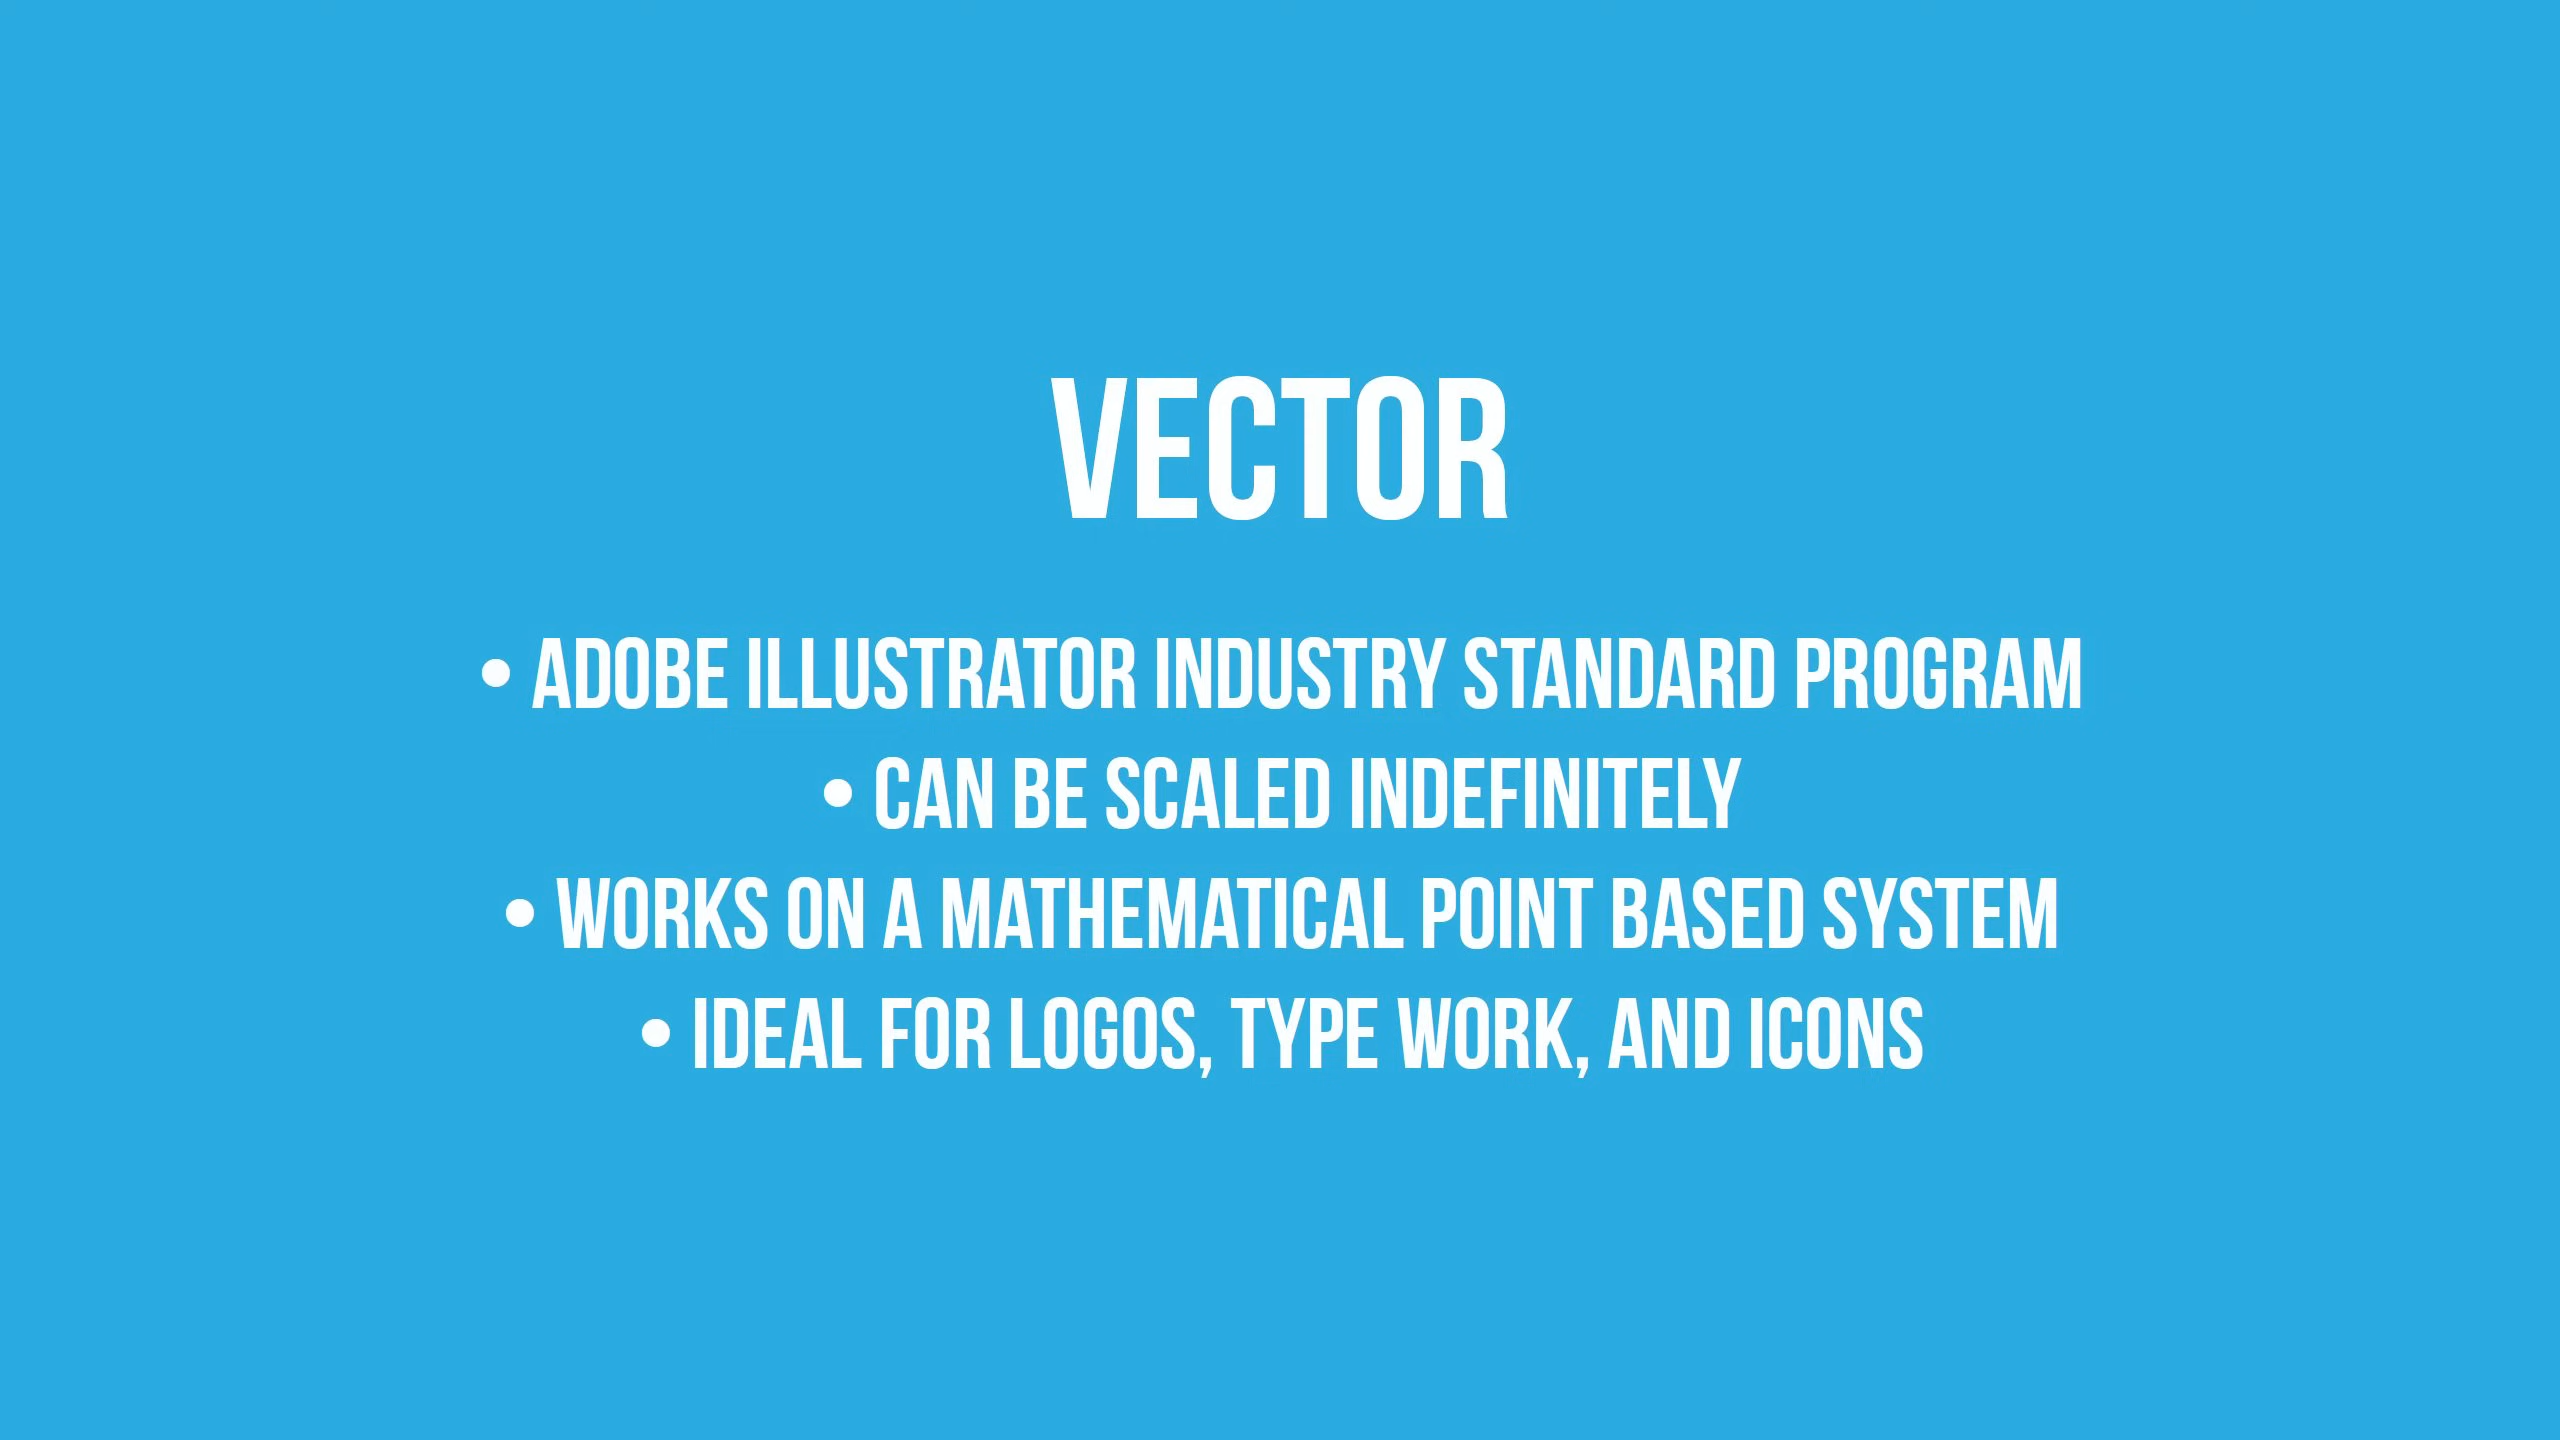 VECTOR
• ADOBE ILLUSTRATOR INDUSTRY STANDARD PROGRAM
• CAN BE SCALED INDEFINITELY
• WORKS ON A MATHEMATICAL POINT BASED SYSTEM
• IDEAL FOR LOGOS, TYPE WORK, AND ICONS